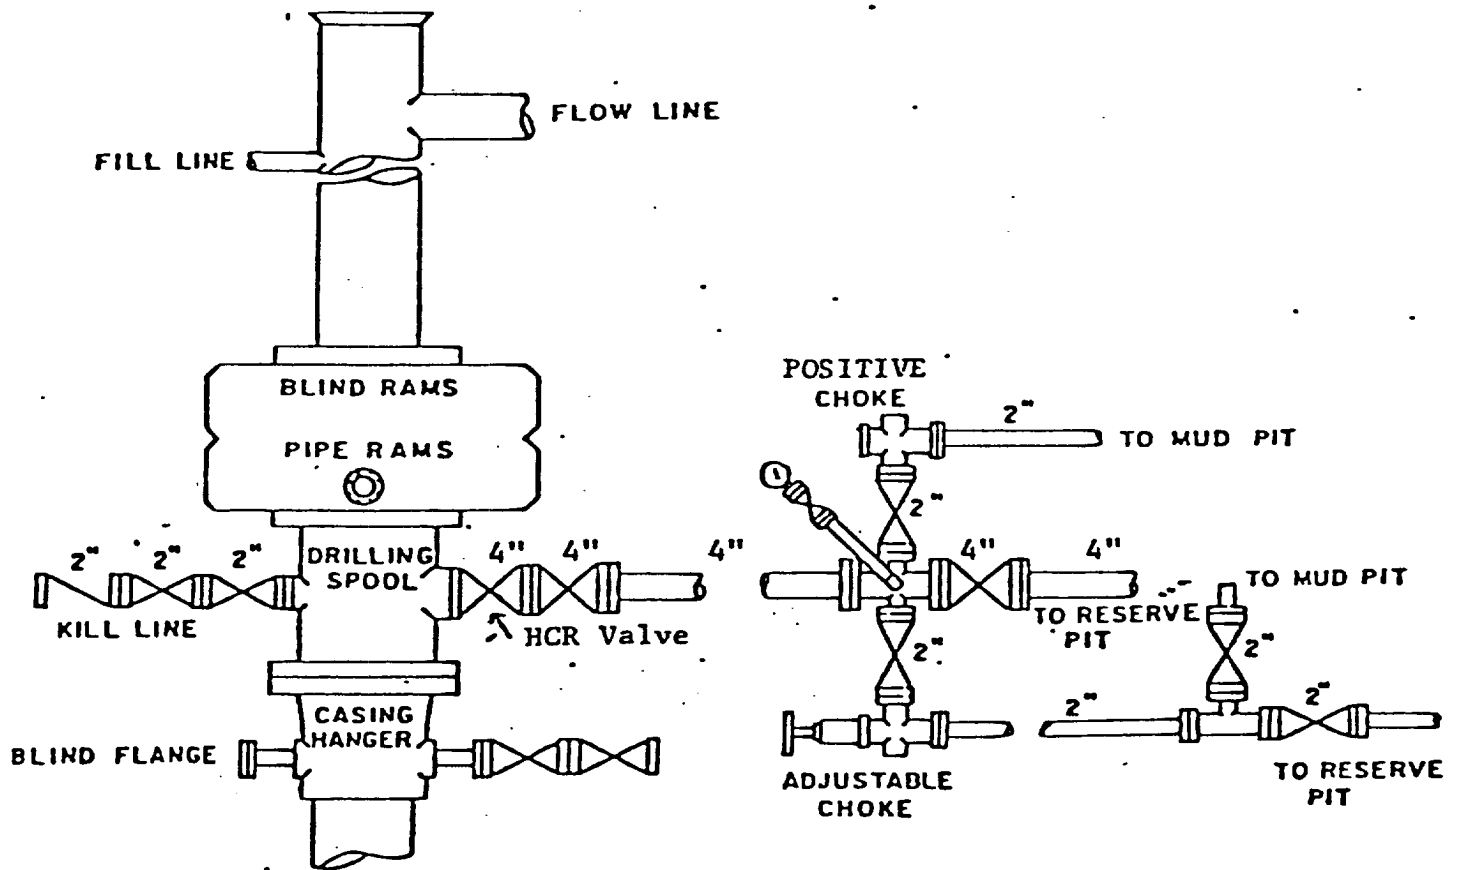 FLOW LINE
FILL LINE
BLIND RAMS
PIPE RAMS
2" 2" 2"
DRILLING
SPOOL
4" 4" 4"
KILL LINE
HCR Valve
CASING
HANGER
BLIND FLANGE
POSITIVE
CHOKE
2"
TO MUD PIT
2"
4" 4"
TO RESERVE
PIT
2"
ADJUSTABLE
CHOKE
TO MUD PIT
2"
2" 2"
TO RESERVE
PIT